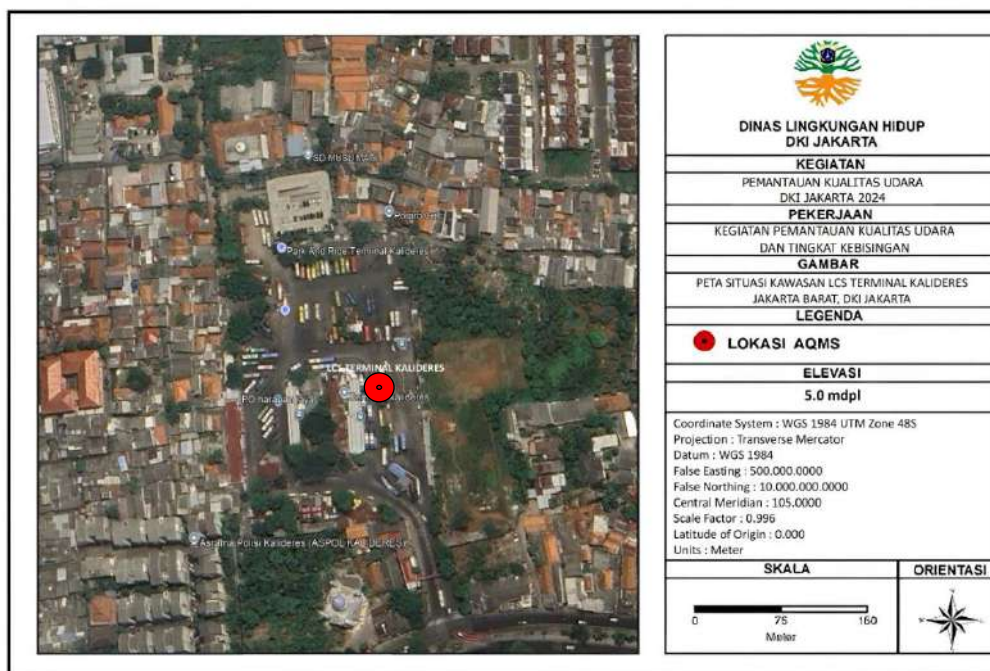 SD MUSLIMAH
Park And Ride Terminal Kalideres
LCS TERMINAL KALIDERES
Kalideres
PO harapan jaya
Asrama Polisi Kalideres (ASPOL KALIDERES)
DINAS LINGKUNGAN HIDUP
DKI JAKARTA
KEGIATAN
PEMANTAUAN KUALITAS UDARA
DKI JAKARTA 2024
PEKERJAAN
KEGIATAN PEMANTAUAN KUALITAS UDARA
DAN TINGKAT KEBISINGAN
GAMBAR
PETA SITUASI KAWASAN LCS TERMINAL KALIDERES
JAKARTA BARAT, DKI JAKARTA
LEGENDA
LOKASI AQMS
ELEVASI
5.0 mdpl
Coordinate System : WGS 1984 UTM Zone 48S
Projection : Transverse Mercator
Datum : WGS 1984
False Easting : 500.000.0000
False Northing : 10.000.000.0000
Central Meridian : 105.0000
Scale Factor : 0.996
Latitude of Origin : 0.000
Units : Meter
SKALA
ORIENTASI
0 75 150
Meter